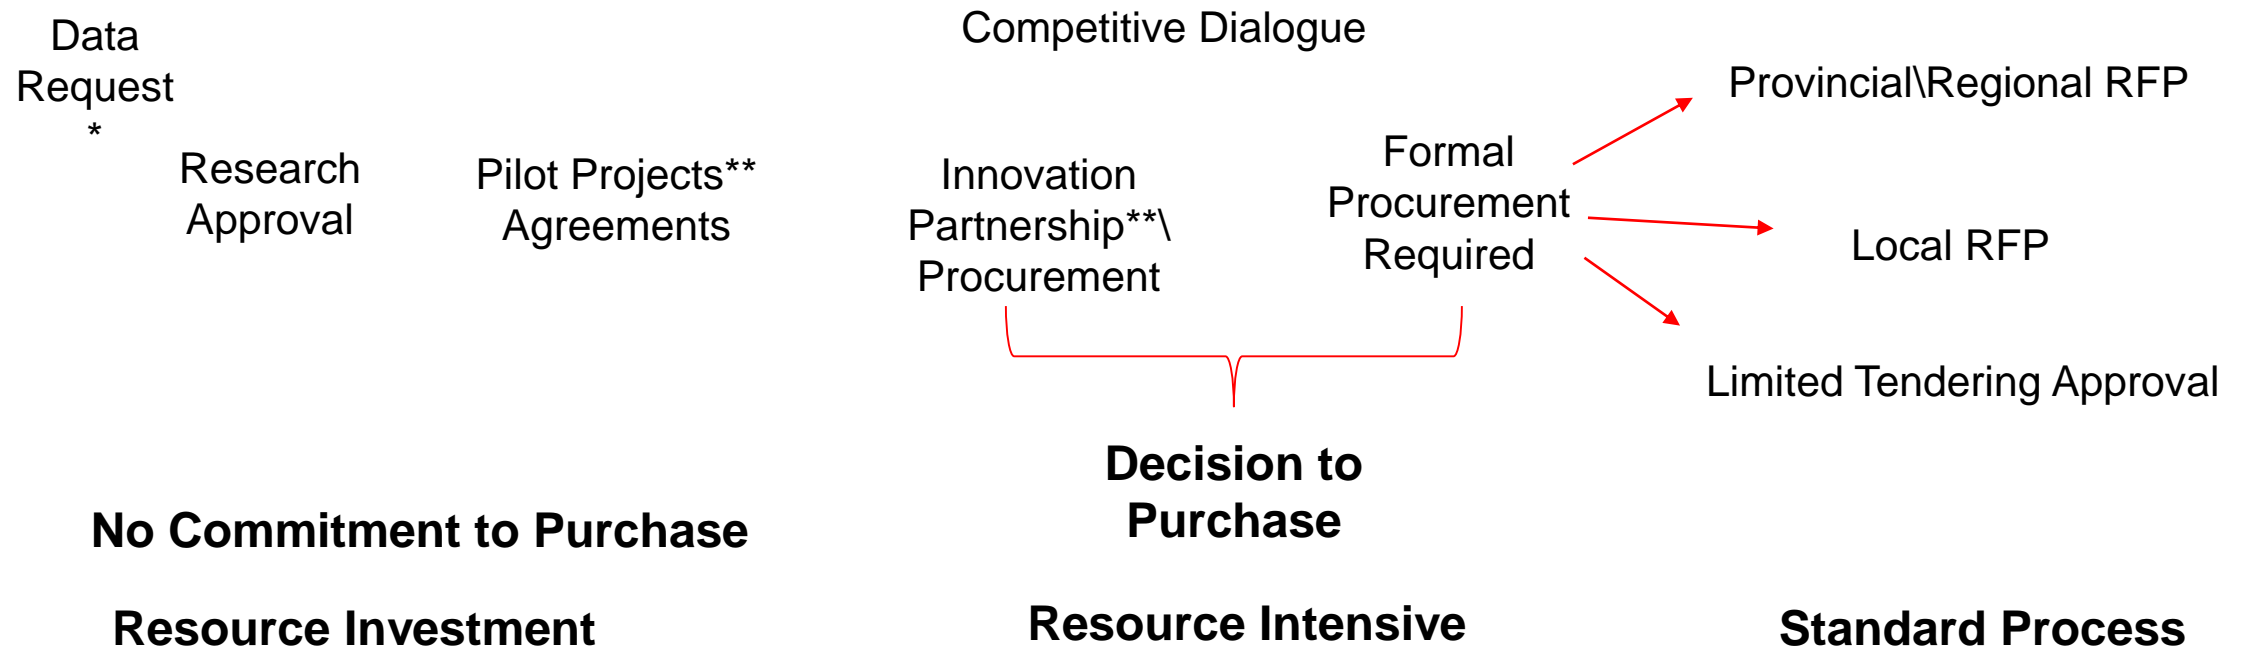 Data
Request
*
Research
Approval
Pilot Projects**
Agreements
Competitive Dialogue
Innovation
Partnership**\
Procurement
Formal
Procurement
Required
Provincial\Regional RFP
Local RFP
Limited Tendering Approval
No Commitment to Purchase
Decision to
Purchase
Resource Investment
Resource Intensive
Standard Process